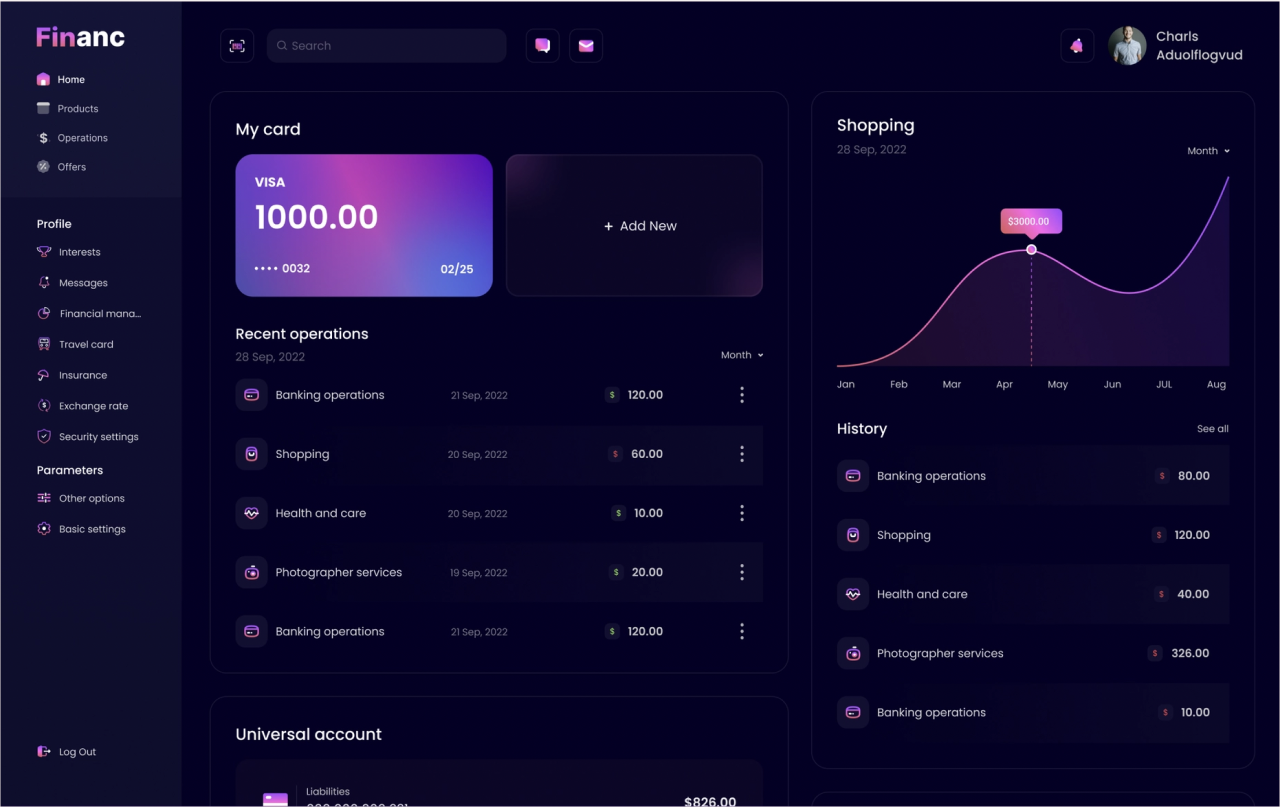 Financ
Home
Products
$ Operations
% Offers
Profile
Interests
Messages
Financial mana...
Travel card
Insurance
$ Exchange rate
Security settings
Parameters
Other options
Basic settings
Log Out
Search
Charls
Aduolflogvud
My card
VISA
1000.00
•••• 0032 02/25
+ Add New
Recent operations
28 Sep, 2022
Month
Banking operations 21 Sep, 2022 $ 120.00
Shopping 20 Sep, 2022 $ 60.00
Health and care 20 Sep, 2022 $ 10.00
Photographer services 19 Sep, 2022 $ 20.00
Banking operations 21 Sep, 2022 $ 120.00
Universal account
Liabilities
$826.00
Shopping
28 Sep, 2022
Month
$3000.00
Jan Feb Mar Apr May Jun JUL Aug
History See all
Banking operations $ 80.00
Shopping $ 120.00
Health and care $ 40.00
Photographer services $ 326.00
Banking operations $ 10.00